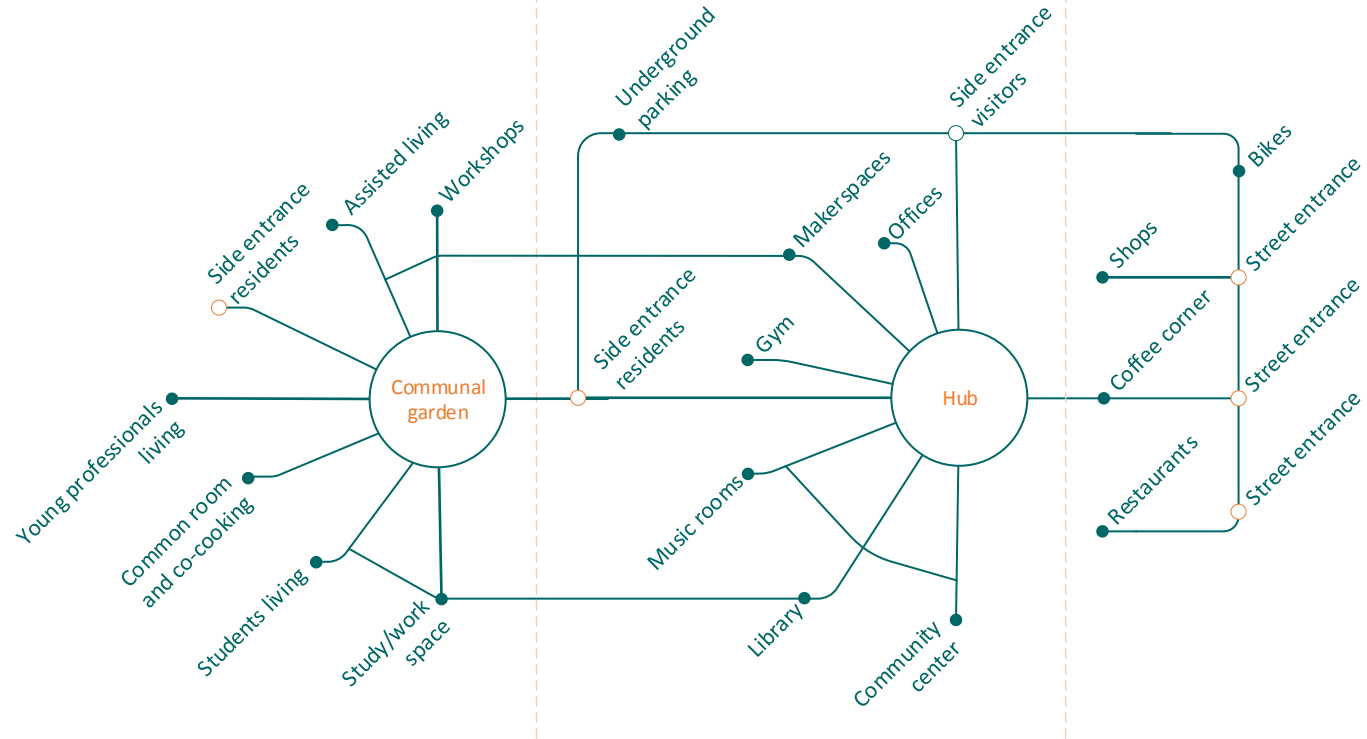 Underground
parking
Side entrance
visitors
Assisted living
Workshops
Bikes
Side entrance
residents
Makerspaces
Offices
Shops
Street entrance
Side entrance
residents
Gym
Coffee corner
Street entrance
Communal
garden
Hub
Young professionals
living
Common room
and co-cooking
Music rooms
Restaurants
Street entrance
Students living
Study/work
space
Library
Community
center